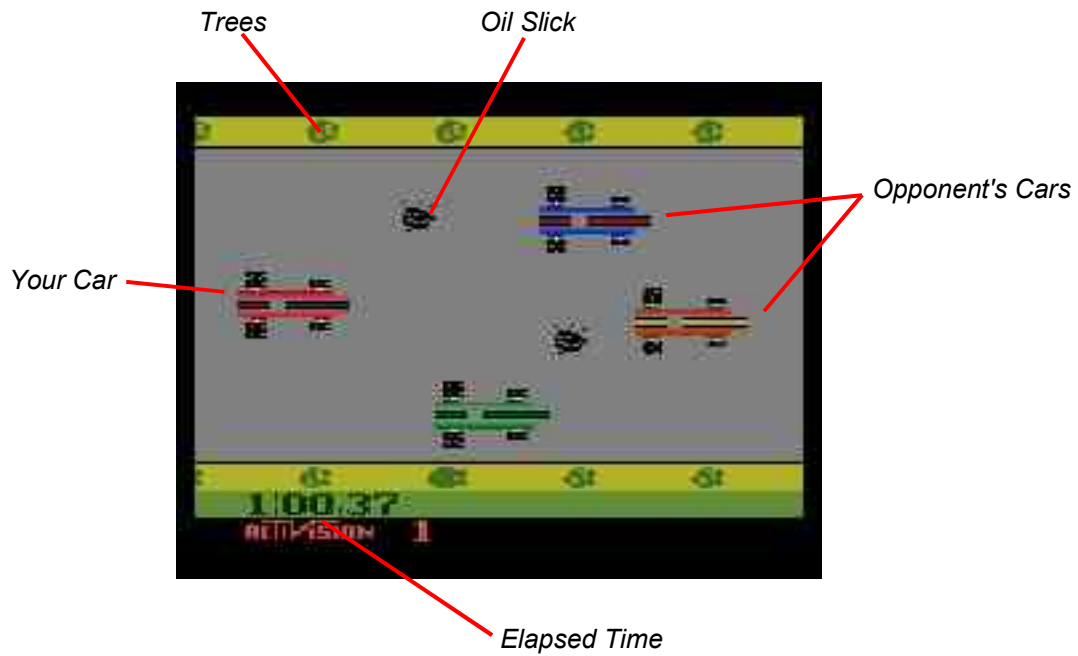 Trees
Oil Slick
Opponent's Cars
Your Car
1:00.37
ACTIVISION 1
Elapsed Time